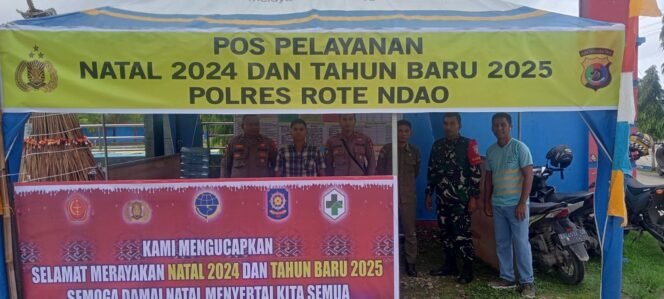 POS PELAYANAN
NATAL 2024 DAN TAHUN BARU 2025
POLRES ROTE NDAO
KAMI MENGUCAPKAN
SELAMAT MERAYAKAN NATAL 2024 DAN TAHUN BARU 2025
SEMOGA DAMAI NATAL MENYERTAI KITA SEMUA